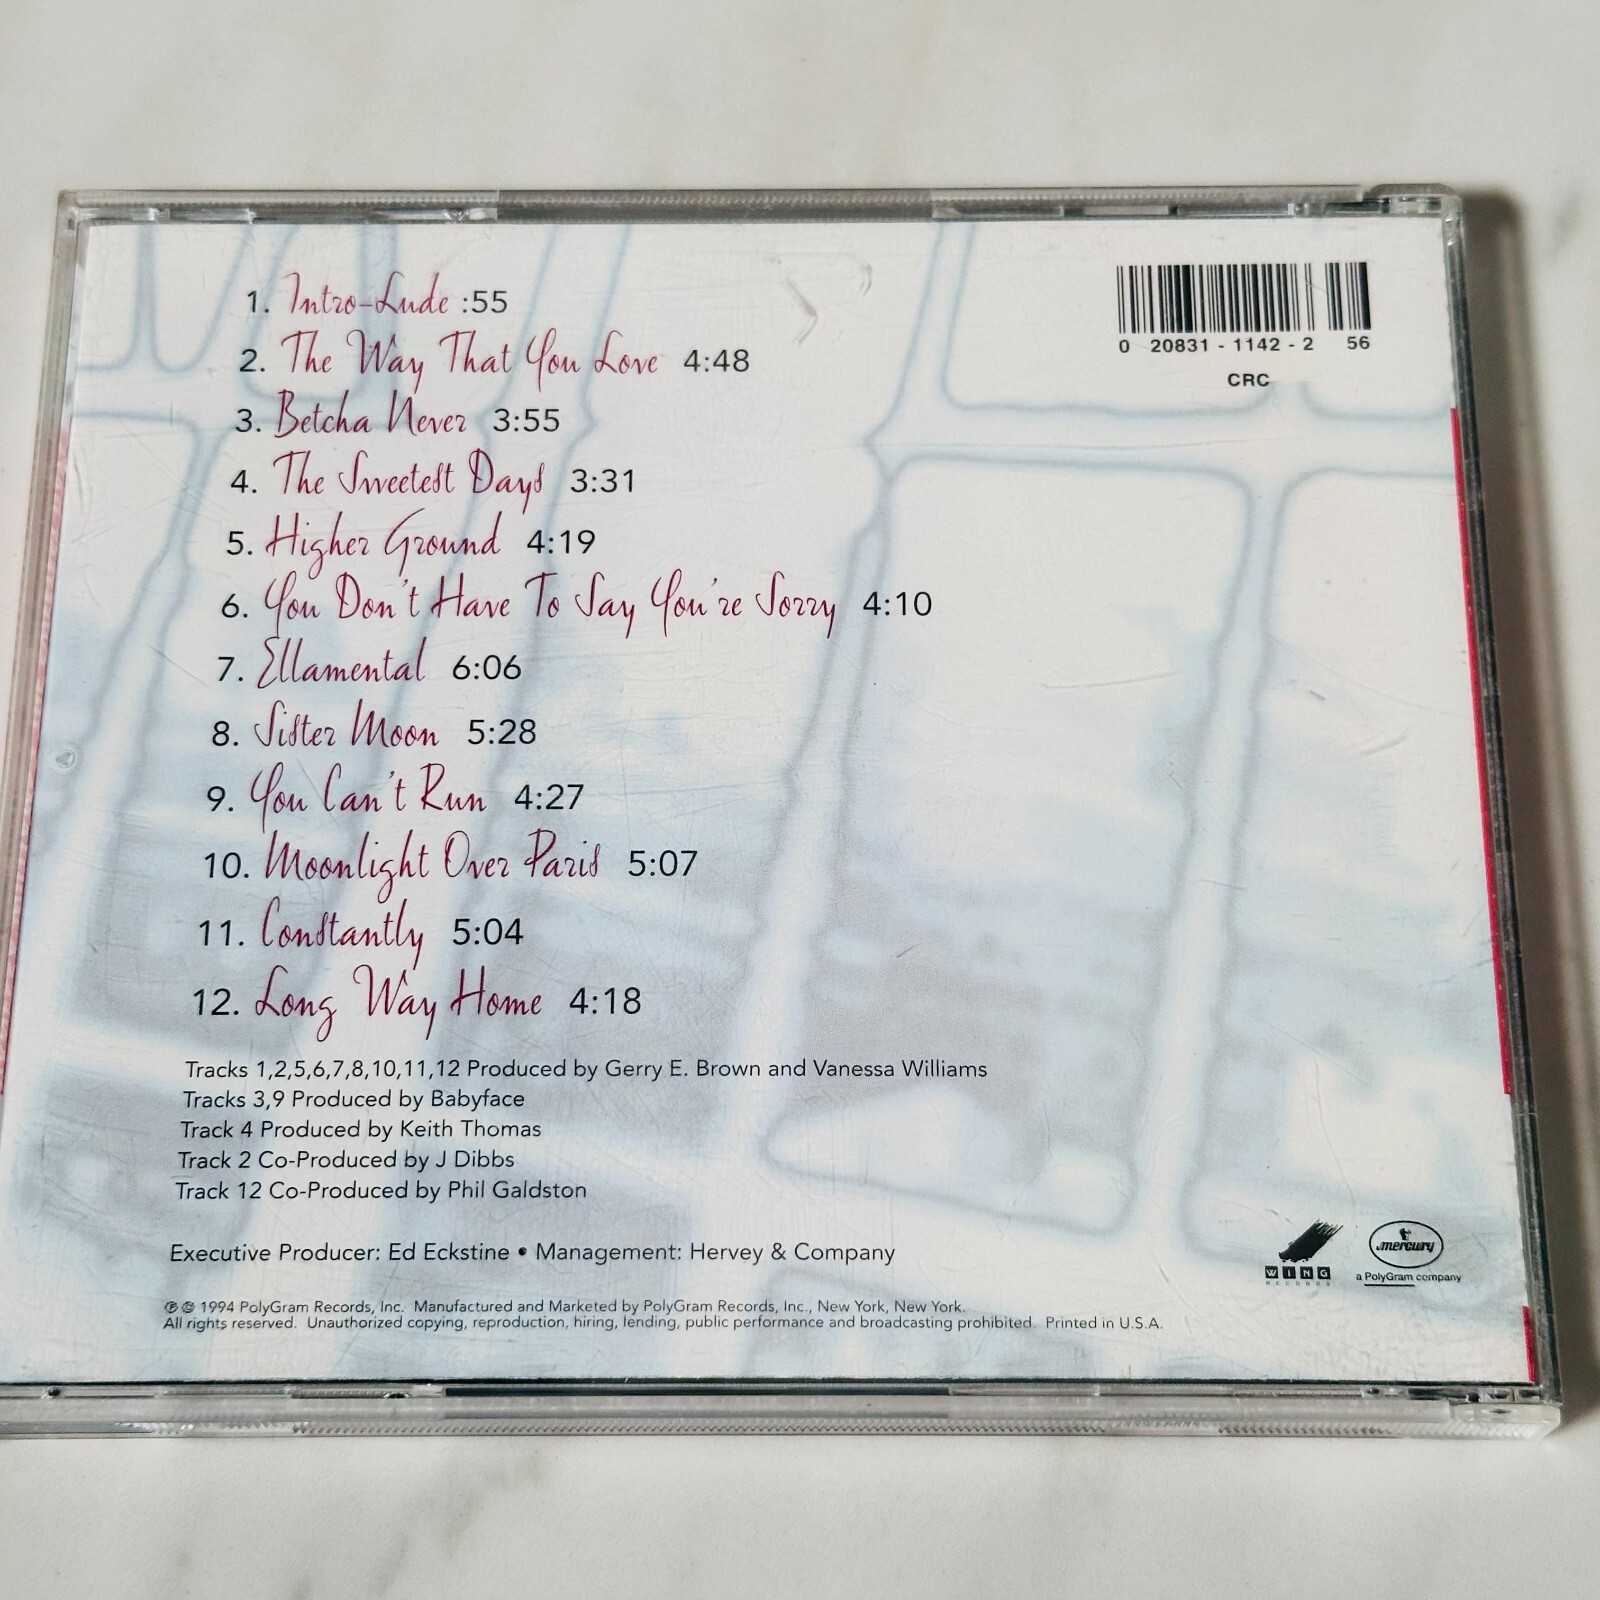 1. Intro-Lude :55
2. The Way That You Love 4:48
3. Betcha Never 3:55
4. The Sweetest Days 3:31
5. Higher Ground 4:19
6. You Don't Have To Say You're Sorry 4:10
7. Ellamental 6:06
8. Sister Moon 5:28
9. You Can't Run 4:27
10. Moonlight Over Paris 5:07
11. Constantly 5:04
12. Long Way Home 4:18
0 20831-1142-2 56
CRC
Tracks 1,2,5,6,7,8,10,11,12 Produced by Gerry E. Brown and Vanessa Williams
Tracks 3,9 Produced by Babyface
Track 4 Produced by Keith Thomas
Track 2 Co-Produced by J Dibbs
Track 12 Co-Produced by Phil Galdston
Executive Producer: Ed Eckstine • Management: Hervey & Company
WING
RECORDS
mercury
a PolyGram company
℗ © 1994 PolyGram Records, Inc. Manufactured and Marketed by PolyGram Records, Inc., New York, New York.
All rights reserved. Unauthorized copying, reproduction, hiring, lending, public performance and broadcasting prohibited. Printed in U.S.A.